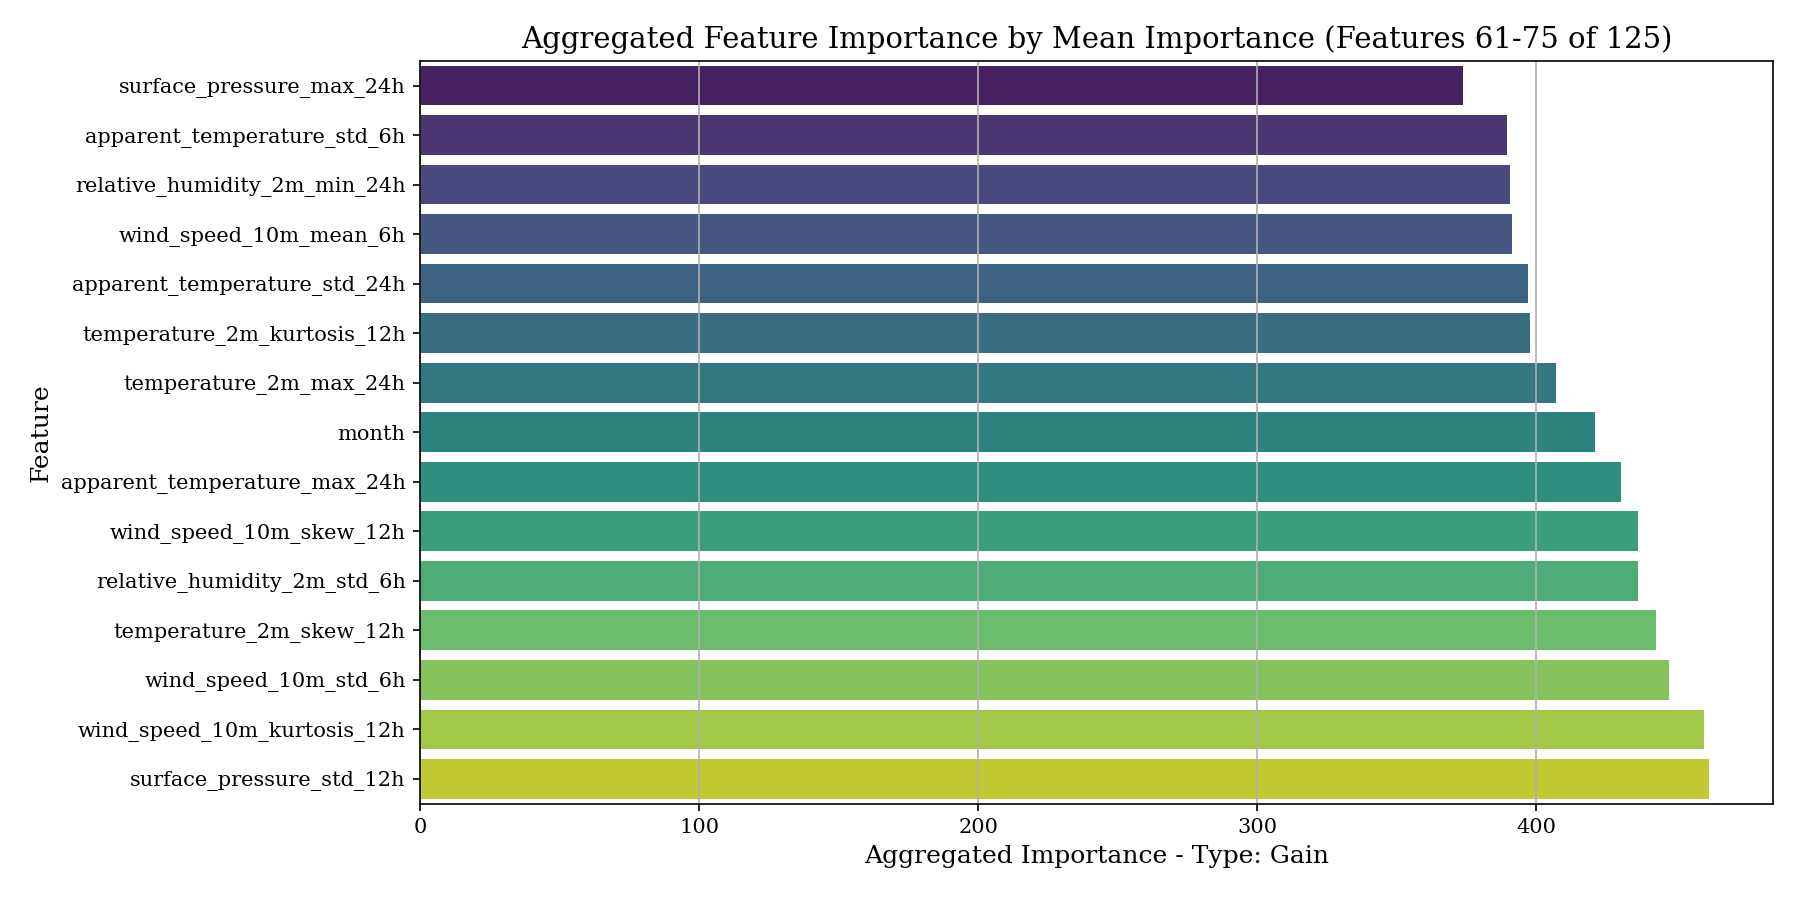 Aggregated Feature Importance by Mean Importance (Features 61-75 of 125)
surface_pressure_max_24h
apparent_temperature_std_6h
relative_humidity_2m_min_24h
wind_speed_10m_mean_6h
apparent_temperature_std_24h
temperature_2m_kurtosis_12h
temperature_2m_max_24h
month
apparent_temperature_max_24h
wind_speed_10m_skew_12h
relative_humidity_2m_std_6h
temperature_2m_skew_12h
wind_speed_10m_std_6h
wind_speed_10m_kurtosis_12h
surface_pressure_std_12h
Feature
0 100 200 300 400
Aggregated Importance - Type: Gain